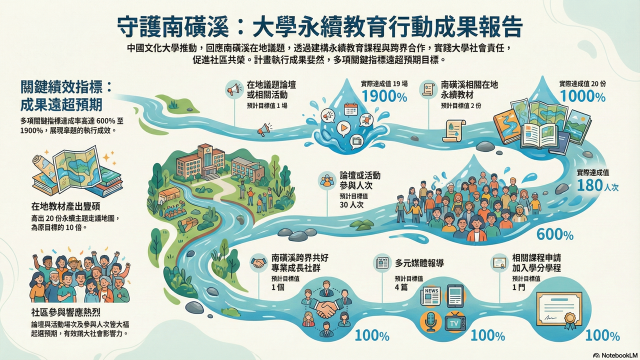 守護南磺溪：大學永續教育行動成果報告
中國文化大學推動，回應南磺溪在地議題，透過建構永續教育課程與跨界合作，實踐大學社會責任，
促進社區共榮。計畫執行成果斐然，多項關鍵指標遠超預期目標。
關鍵績效指標：
成果遠超預期
多項關鍵指標達成率高達 600% 至
1900%，展現卓越的執行成效。
在地議題論壇
或相關活動
預計目標值 1 場
實際達成值 19 場
1900%
南磺溪相關在地
永續教材
預計目標值 2 份
實際達成值 20 份
1000%
在地教材產出豐碩
產出 20 份永續主題走讀地圖，
為原目標的 10 倍。
論壇或活動
參與人次
預計目標值
30 人次
實際達成值
180 人次
600%
社區參與響應熱烈
論壇與活動場次及參與人次皆大幅
超越預期，有效擴大社會影響力。
南磺溪跨界共好
專業成長社群
預計目標值
1 個
100%
多元媒體報導
預計目標值
4 篇
NEWS
TV
100%
相關課程申請
加入學分學程
預計目標值
1 門
100%
NotebookLM